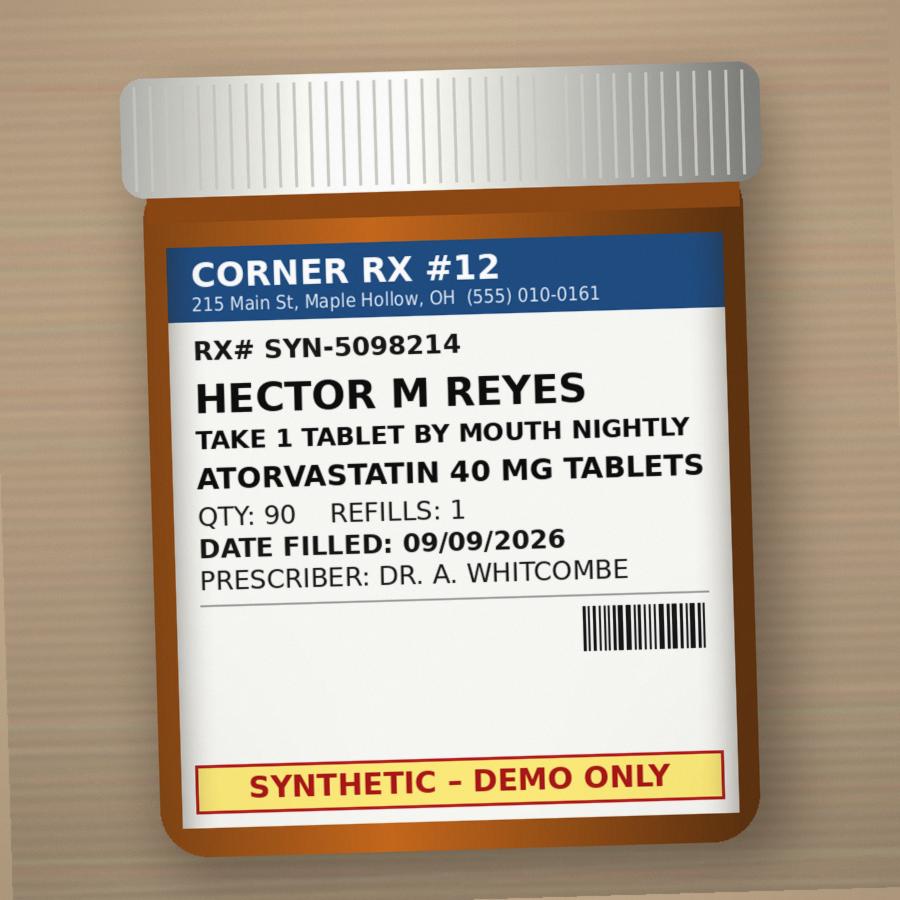 CORNER RX #12
215 Main St, Maple Hollow, OH (555) 010-0161
RX# SYN-5098214
HECTOR M REYES
TAKE 1 TABLET BY MOUTH NIGHTLY
ATORVASTATIN 40 MG TABLETS
QTY: 90 REFILLS: 1
DATE FILLED: 09/09/2026
PRESCRIBER: DR. A. WHITCOMBE
SYNTHETIC – DEMO ONLY